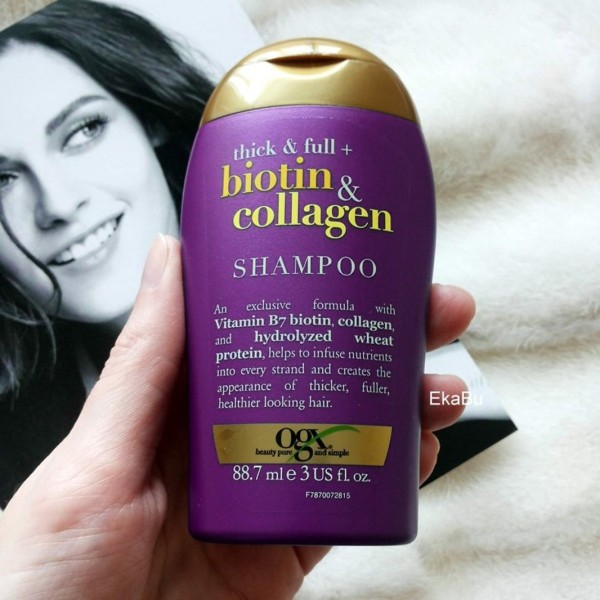 thick & full +
biotin &
collagen
SHAMPOO
An exclusive formula with
Vitamin B7 biotin, collagen,
and hydrolyzed wheat
protein, helps to infuse nutrients
into every strand and creates the
appearance of thicker, fuller,
healthier looking hair.
ogx®
beauty pure and simple
88.7 ml e 3 US fl. oz.
F7870072815
EkaBu